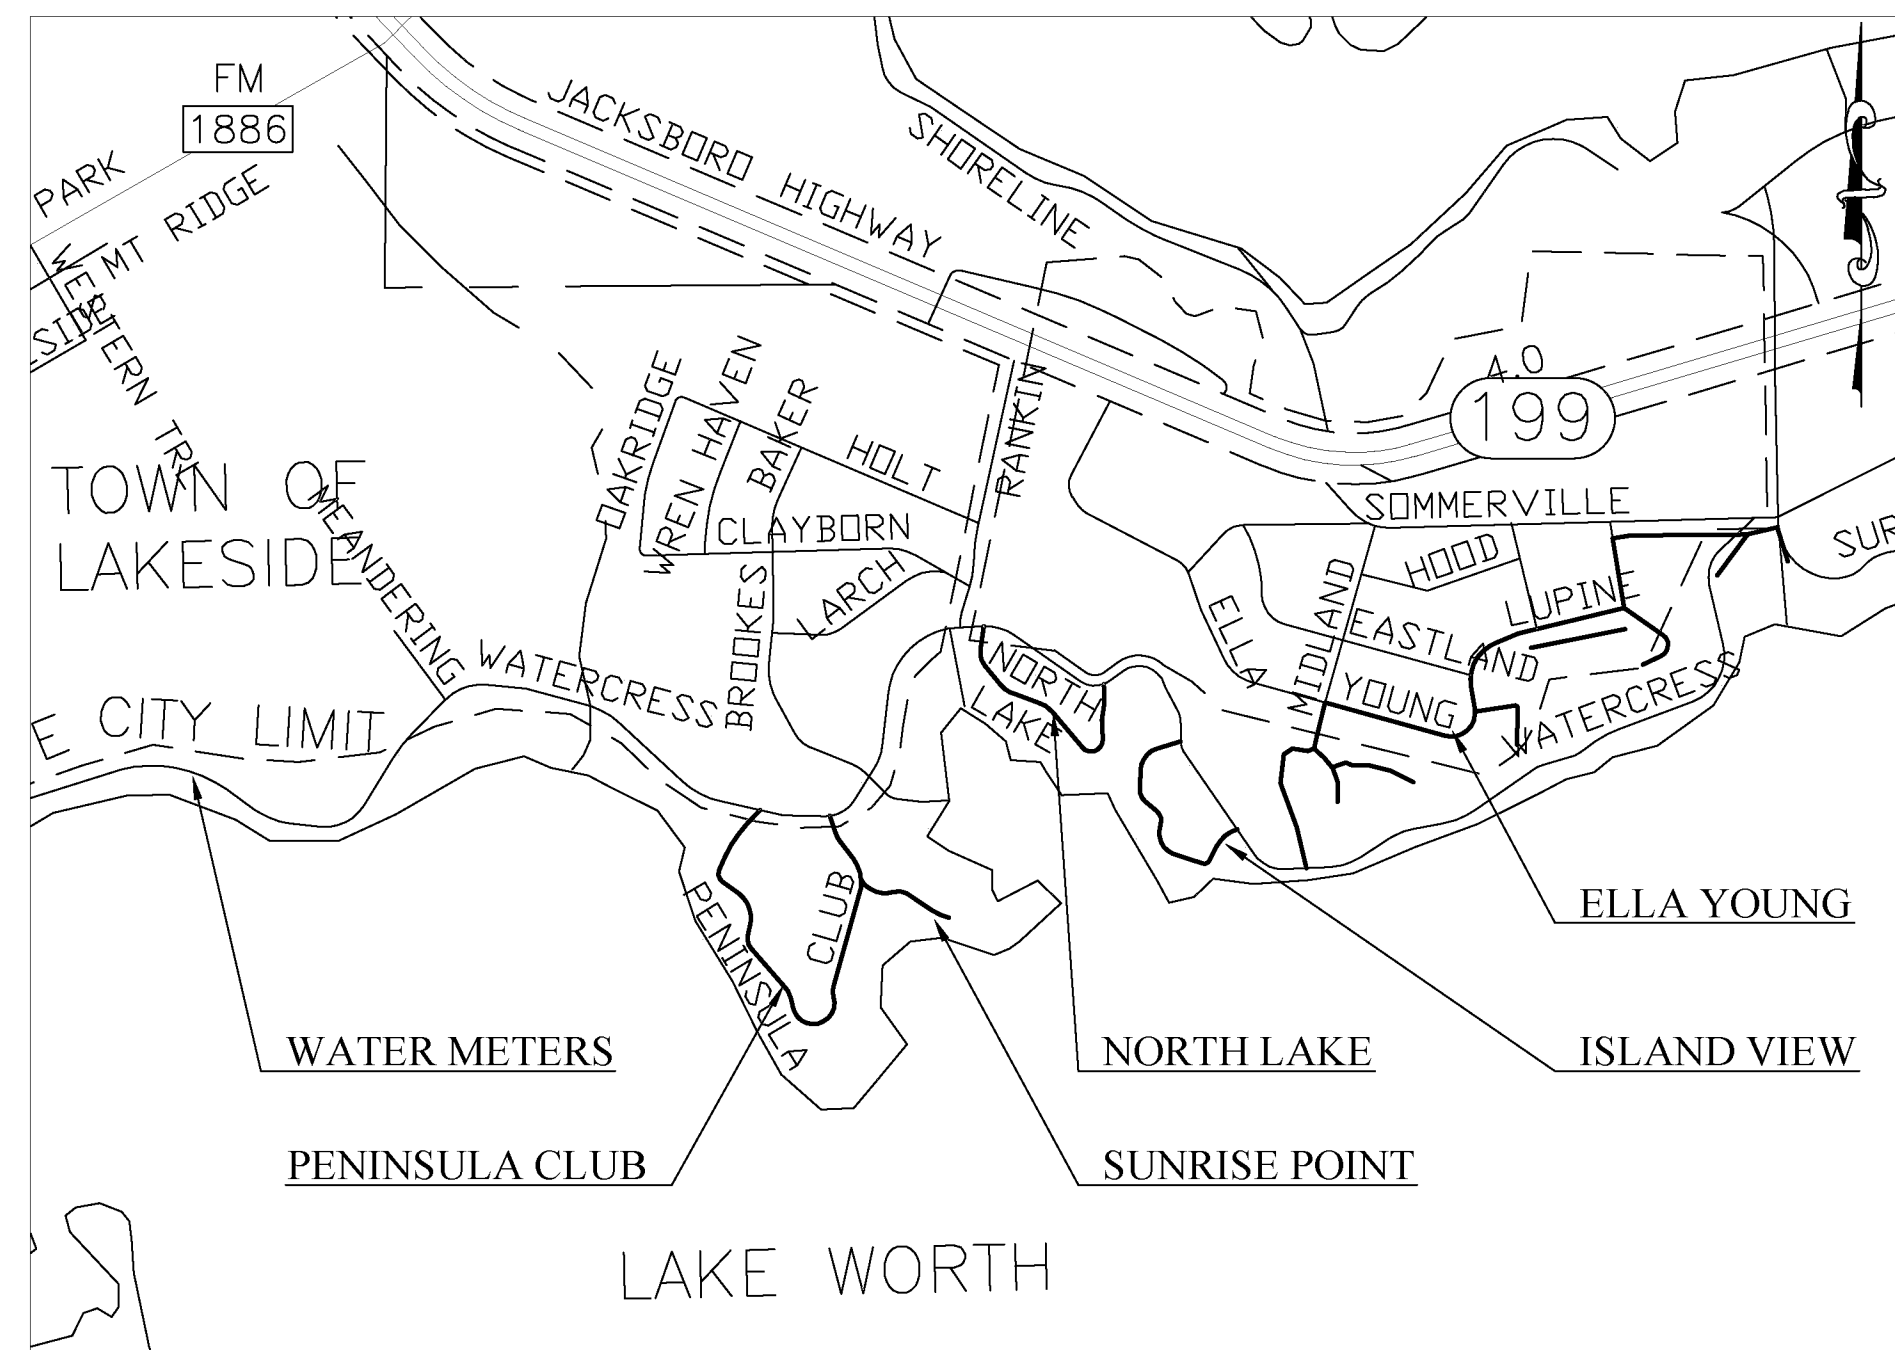 FM
1886
PARK
MT RIDGE
WESTERN TRL
JACKSBORO HIGHWAY
SHORELINE
4.0
199
OAKRIDGE
WREN HAVEN
BAKER
HOLT
RANKIN
CLAYBORN
LARCH
BROOKES
SOMMERVILLE
HOOD
MIDLAND
EASTLAND
LUPINE
ELLA
YOUNG
WATERCRESS
TOWN OF
LAKESIDE
MEANDERING
WATERCRESS
E CITY LIMIT
NORTH
LAKE
PENINSULA
CLUB
ELLA YOUNG
WATER METERS
NORTH LAKE
ISLAND VIEW
PENINSULA CLUB
SUNRISE POINT
LAKE WORTH